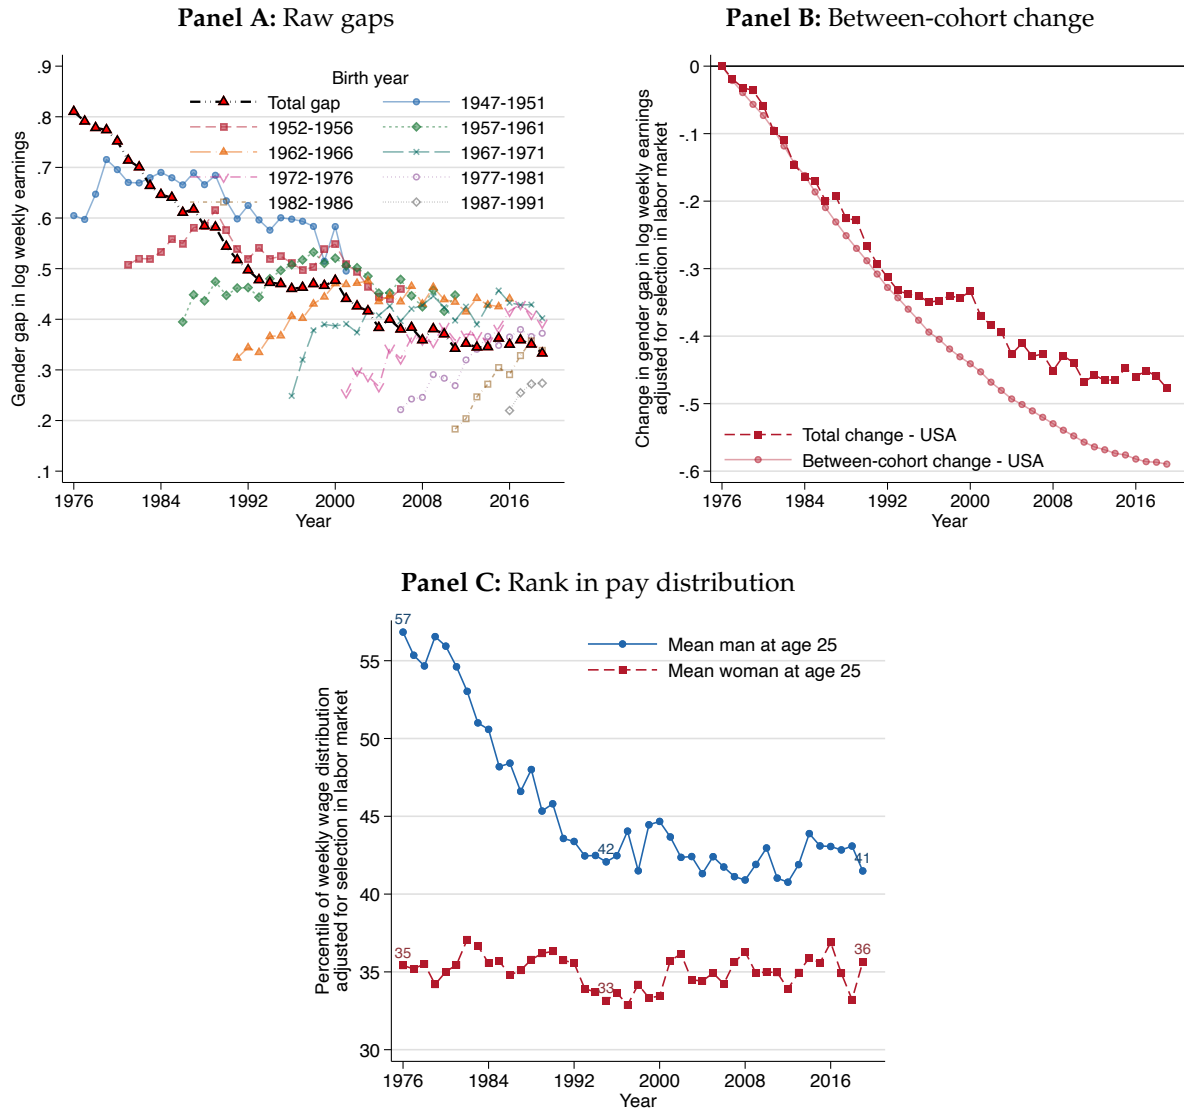 Panel A: Raw gaps
Gender gap in log weekly earnings
.9
.8
.7
.6
.5
.4
.3
.2
.1
Birth year
Total gap
1947-1951
1952-1956
1957-1961
1962-1966
1967-1971
1972-1976
1977-1981
1982-1986
1987-1991
1976 1984 1992 2000 2008 2016
Year
Panel B: Between-cohort change
Change in gender gap in log weekly earnings
adjusted for selection in labor market
0
-.1
-.2
-.3
-.4
-.5
-.6
Total change - USA
Between-cohort change - USA
1976 1984 1992 2000 2008 2016
Year
Panel C: Rank in pay distribution
Percentile of weekly wage distribution
adjusted for selection in labor market
55
50
45
40
35
30
Mean man at age 25
Mean woman at age 25
57
42
41
35
33
36
1976 1984 1992 2000 2008 2016
Year